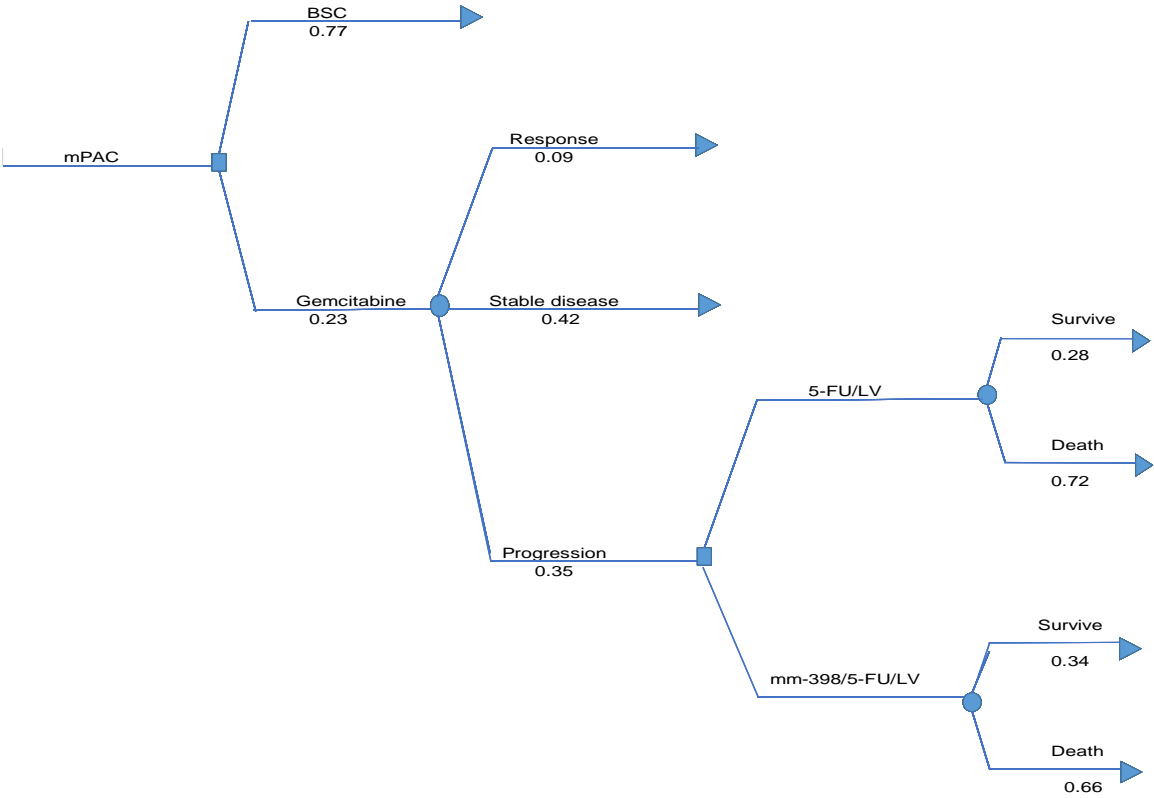 BSC
0.77
mPAC
Response
0.09
Gemcitabine
0.23
Stable disease
0.42
Survive
0.28
5-FU/LV
Death
0.72
Progression
0.35
Survive
0.34
mm-398/5-FU/LV
Death
0.66